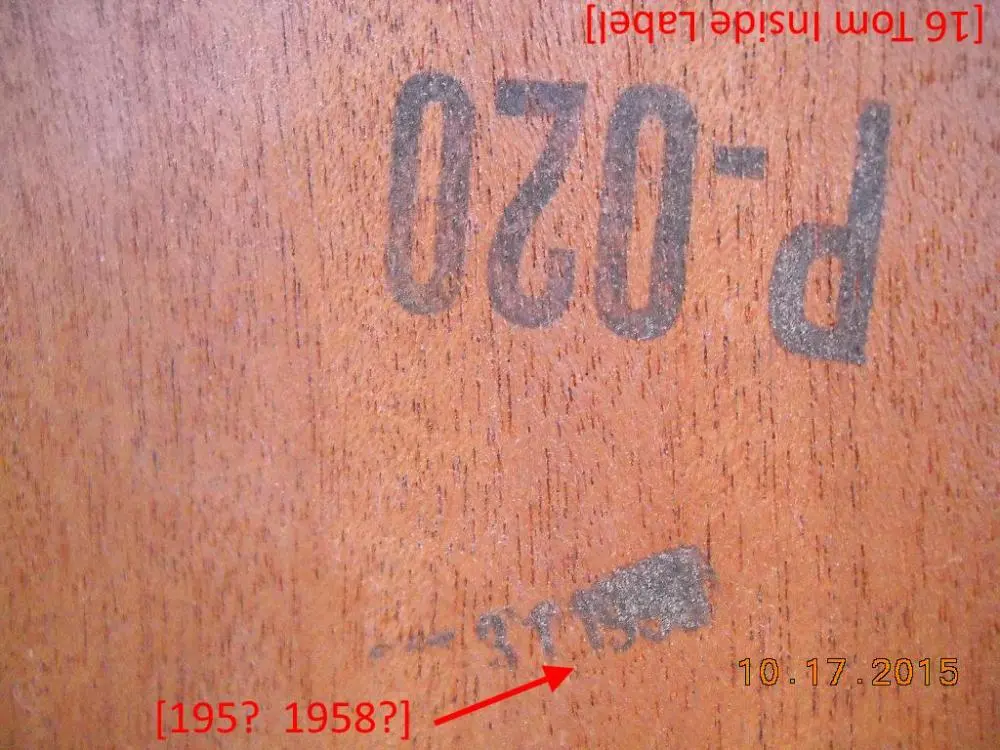 [16 Tom Inside Label]
P-020
[195? 1958?]
10.17.2015